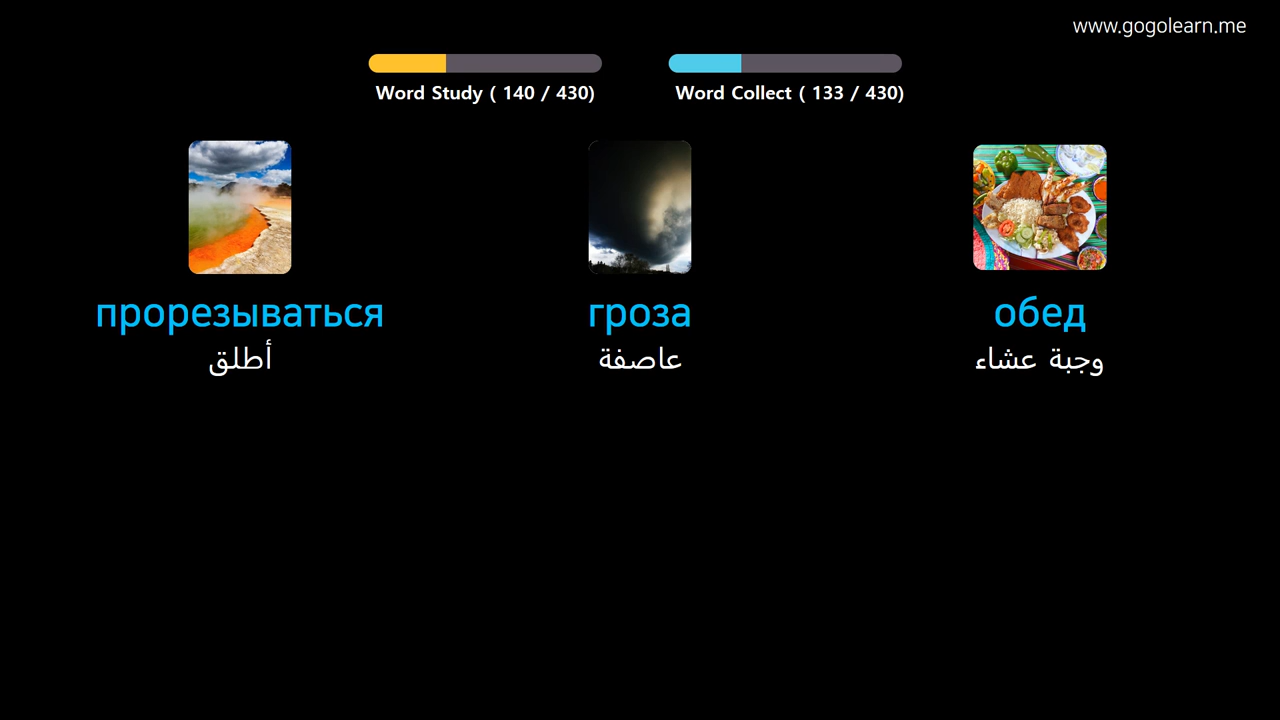 www.gogolearn.me
Word Study ( 140 / 430)
Word Collect ( 133 / 430)
прорезываться
гроза
обед
أطلق
عاصفة
وجبة عشاء